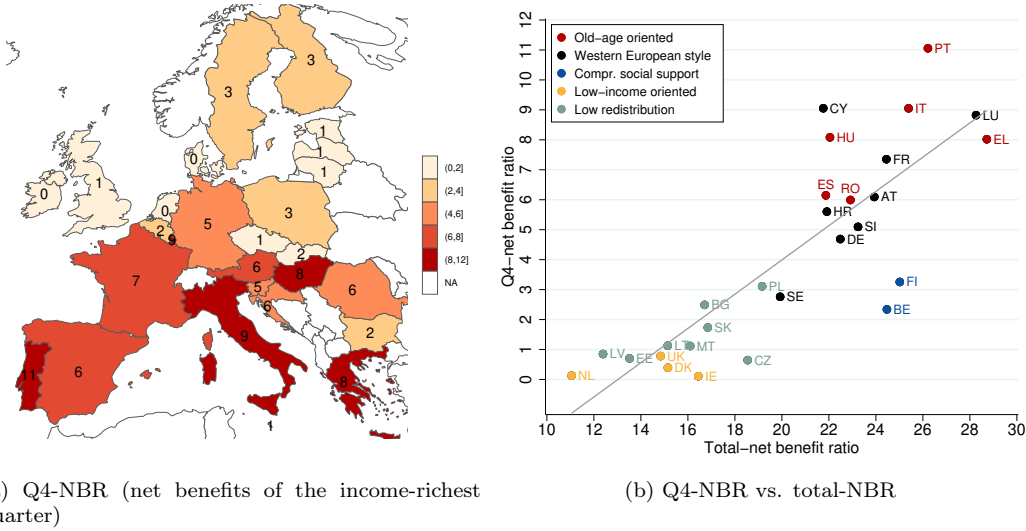 3
3
1
1
1
0
1
0
0
2
9
5
3
1
2
6
8
5
6
6
7
2
9
6
11
8
1
(0,2]
(2,4]
(4,6]
(6,8]
(8,12]
NA
) Q4-NBR (net benefits of the income-richest
uarter)
Q4−net benefit ratio
12
11
10
9
8
7
6
5
4
3
2
1
0
Old−age oriented
Western European style
Compr. social support
Low−income oriented
Low redistribution
PT
CY
IT
LU
HU
EL
FR
ES
RO
AT
HR
SI
DE
FI
PL
SE
BG
BE
SK
LV
EE
LT
MT
UK
CZ
DK
NL
IE
10
12
14
16
18
20
22
24
26
28
30
Total−net benefit ratio
(b) Q4-NBR vs. total-NBR